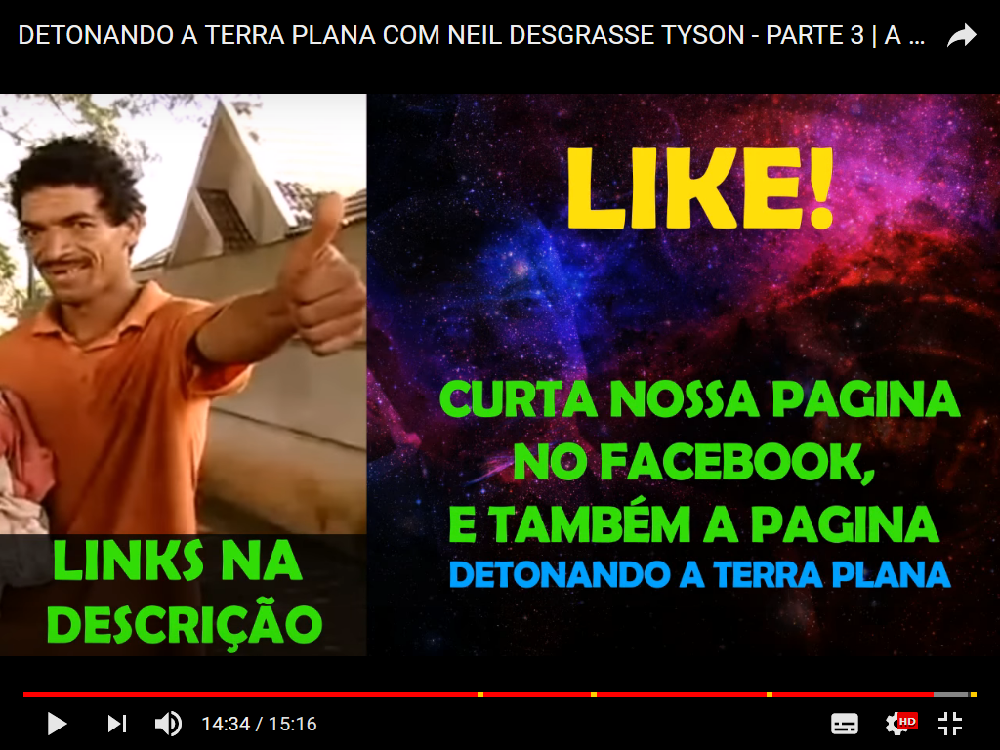 DETONANDO A TERRA PLANA COM NEIL DESGRASSE TYSON - PARTE 3 | A ...
LIKE!
CURTA NOSSA PAGINA
NO FACEBOOK,
E TAMBÉM A PAGINA
DETONANDO A TERRA PLANA
LINKS NA
DESCRIÇÃO
14:34 / 15:16
HD